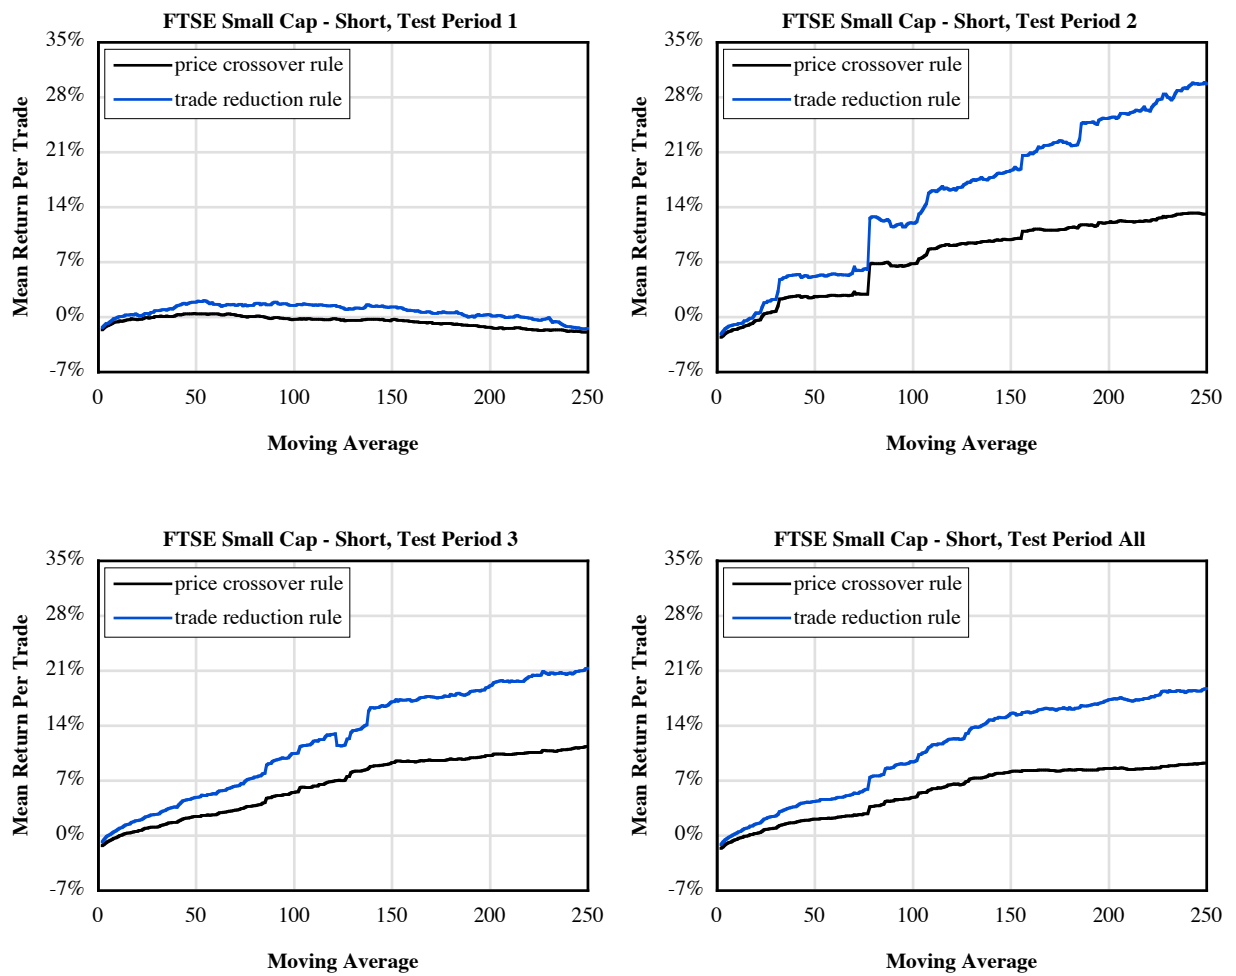 FTSE Small Cap - Short, Test Period 1
35%
28%
21%
14%
7%
0%
-7%
Mean Return Per Trade
price crossover rule
trade reduction rule
0 50 100 150 200 250
Moving Average
FTSE Small Cap - Short, Test Period 2
35%
28%
21%
14%
7%
0%
-7%
Mean Return Per Trade
price crossover rule
trade reduction rule
0 50 100 150 200 250
Moving Average
FTSE Small Cap - Short, Test Period 3
35%
28%
21%
14%
7%
0%
-7%
Mean Return Per Trade
price crossover rule
trade reduction rule
0 50 100 150 200 250
Moving Average
FTSE Small Cap - Short, Test Period All
35%
28%
21%
14%
7%
0%
-7%
Mean Return Per Trade
price crossover rule
trade reduction rule
0 50 100 150 200 250
Moving Average